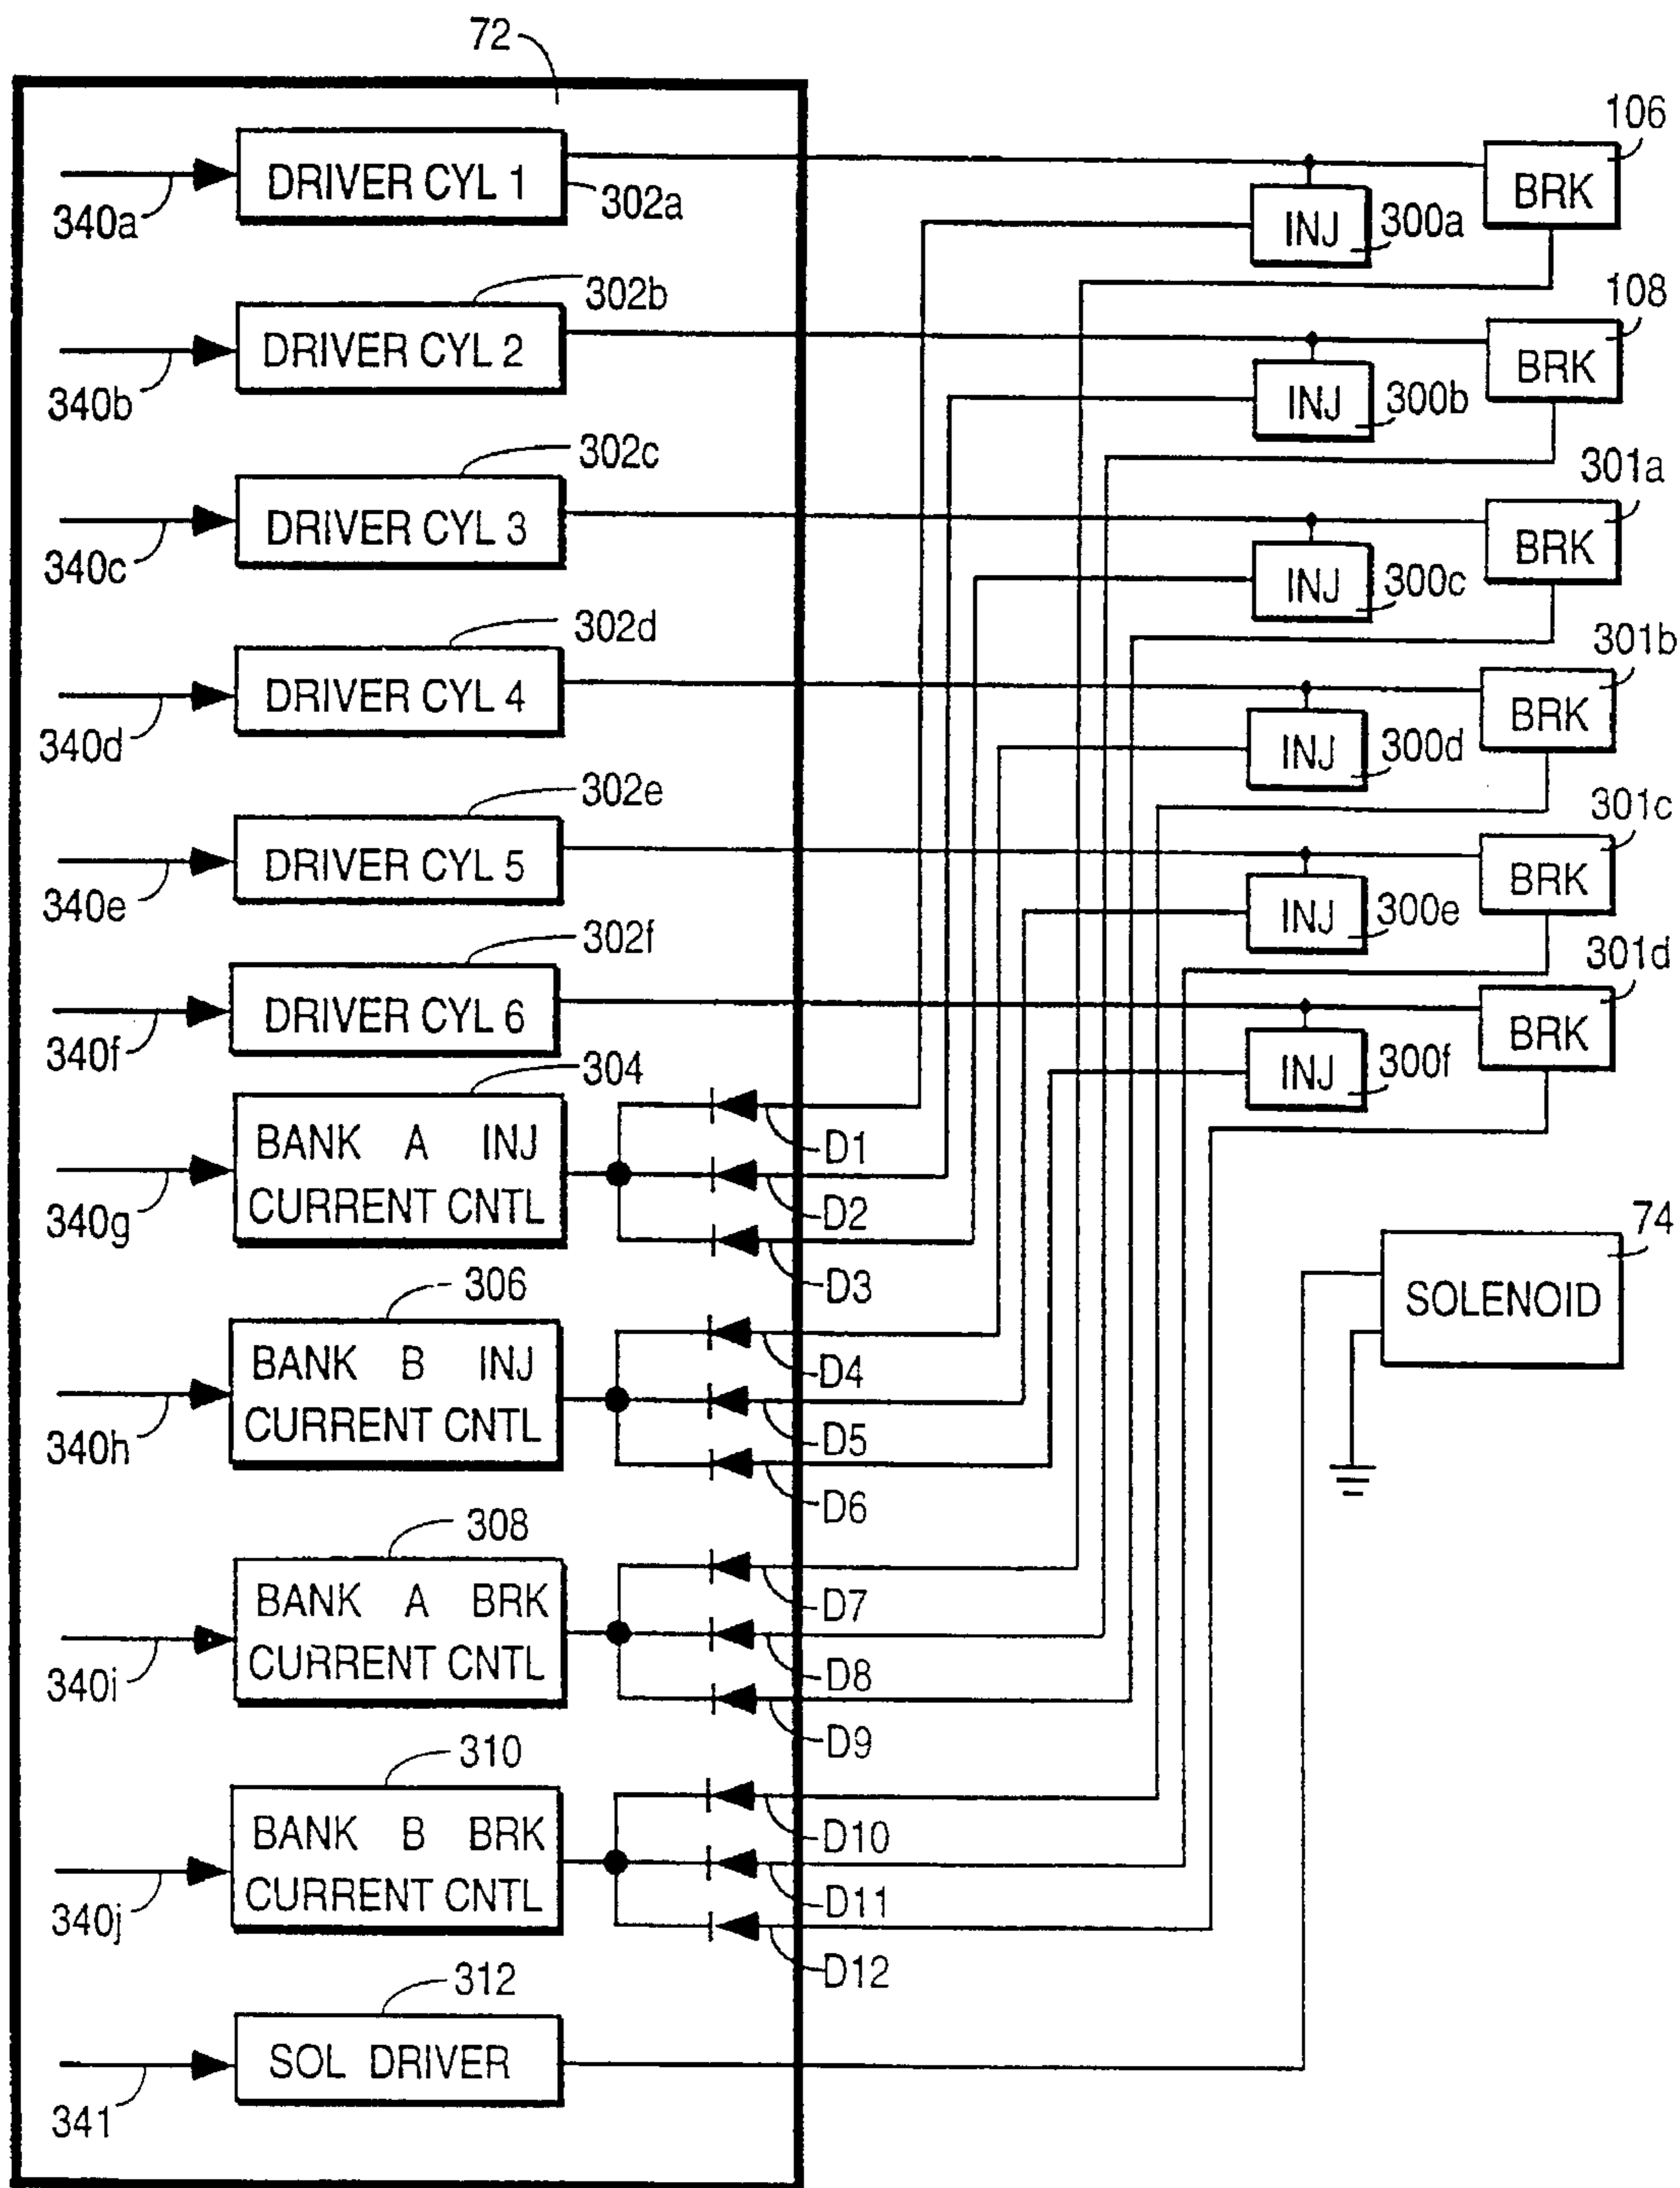 72
DRIVER CYL 1
302a
340a
106
BRK
INJ
300a
302b
DRIVER CYL 2
340b
108
BRK
INJ
300b
302c
DRIVER CYL 3
340c
301a
BRK
INJ
300c
302d
DRIVER CYL 4
340d
301b
BRK
INJ
300d
302e
DRIVER CYL 5
340e
301c
BRK
INJ
300e
302f
DRIVER CYL 6
340f
301d
BRK
INJ
300f
304
BANK A INJ
CURRENT CNTL
340g
D1
D2
D3
74
SOLENOID
306
BANK B INJ
CURRENT CNTL
340h
D4
D5
D6
308
BANK A BRK
CURRENT CNTL
340i
D7
D8
D9
310
BANK B BRK
CURRENT CNTL
340j
D10
D11
D12
312
SOL DRIVER
341